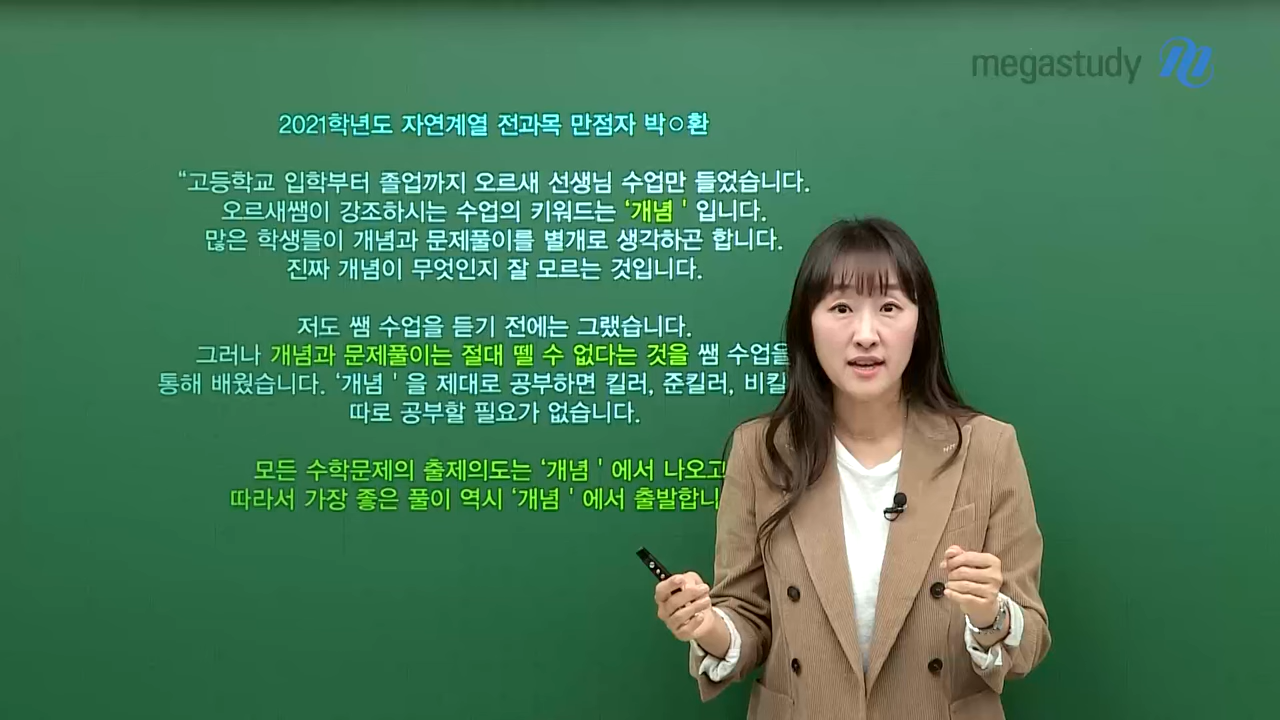 megastudy
2021학년도 자연계열 전과목 만점자 박○환
“고등학교 입학부터 졸업까지 오르새 선생님 수업만 들었습니다.
오르새쌤이 강조하시는 수업의 키워드는 ‘개념 ' 입니다.
많은 학생들이 개념과 문제풀이를 별개로 생각하곤 합니다.
진짜 개념이 무엇인지 잘 모르는 것입니다.
저도 쌤 수업을 듣기 전에는 그랬습니다.
그러나 개념과 문제풀이는 절대 뗄 수 없다는 것을 쌤 수업을
통해 배웠습니다. ‘개념 ' 을 제대로 공부하면 킬러, 준킬러, 비킬
따로 공부할 필요가 없습니다.
모든 수학문제의 출제의도는 ‘개념 ' 에서 나오고
따라서 가장 좋은 풀이 역시 ‘개념 ' 에서 출발합니